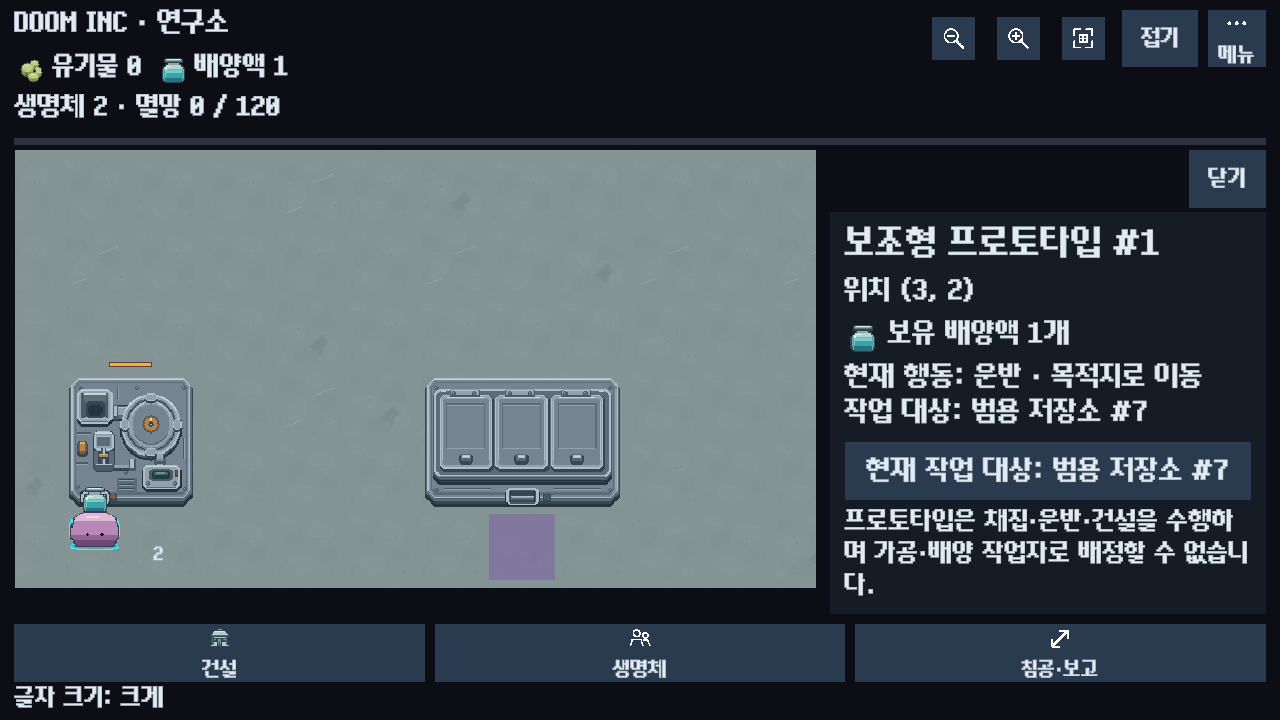 DOOM INC · 연구소
유기물 0 배양액 1
생명체 2 · 멸망 0 / 120
접기
메뉴
닫기
보조형 프로토타입 #1
위치 (3, 2)
보유 배양액 1개
현재 행동: 운반 · 목적지로 이동
작업 대상: 범용 저장소 #7
현재 작업 대상: 범용 저장소 #7
프로토타입은 채집·운반·건설을 수행하
며 가공·배양 작업자로 배정할 수 없습니
다.
2
건설
생명체
침공·보고
글자 크기: 크게